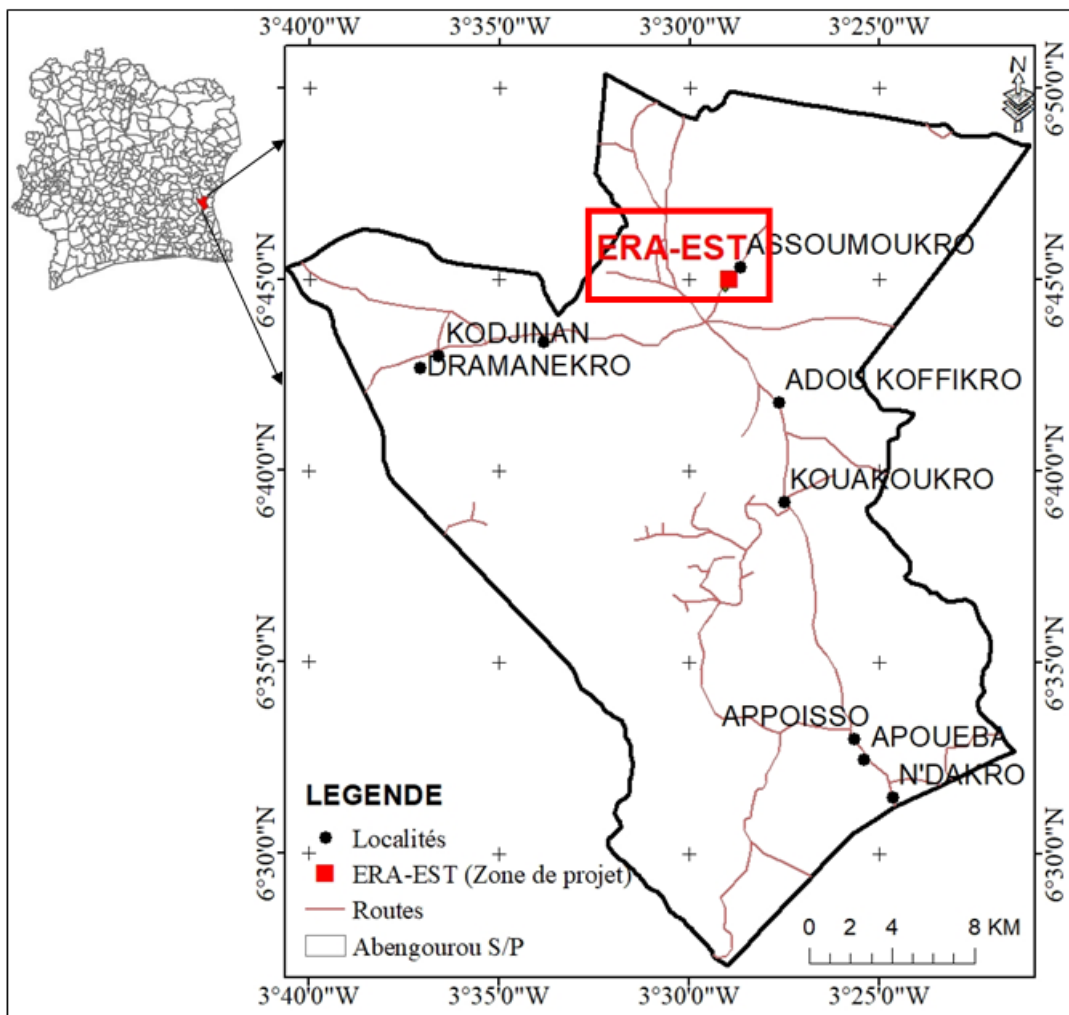 3°40'0"W 3°35'0"W 3°30'0"W 3°25'0"W
N
6°50'0"N
ERA-EST
ASSOUMOUKRO
6°45'0"N 6°45'0"N
KODJINAN
DRAMANEKRO
ADOU KOFFIKRO
6°40'0"N 6°40'0"N
KOUAKOUKRO
6°35'0"N 6°35'0"N
APPOISSO
APOUEBA
N'DAKRO
6°30'0"N 6°30'0"N
LEGENDE
Localités
ERA-EST (Zone de projet)
Routes
Abengourou S/P
0 2 4 8 KM
3°40'0"W 3°35'0"W 3°30'0"W 3°25'0"W